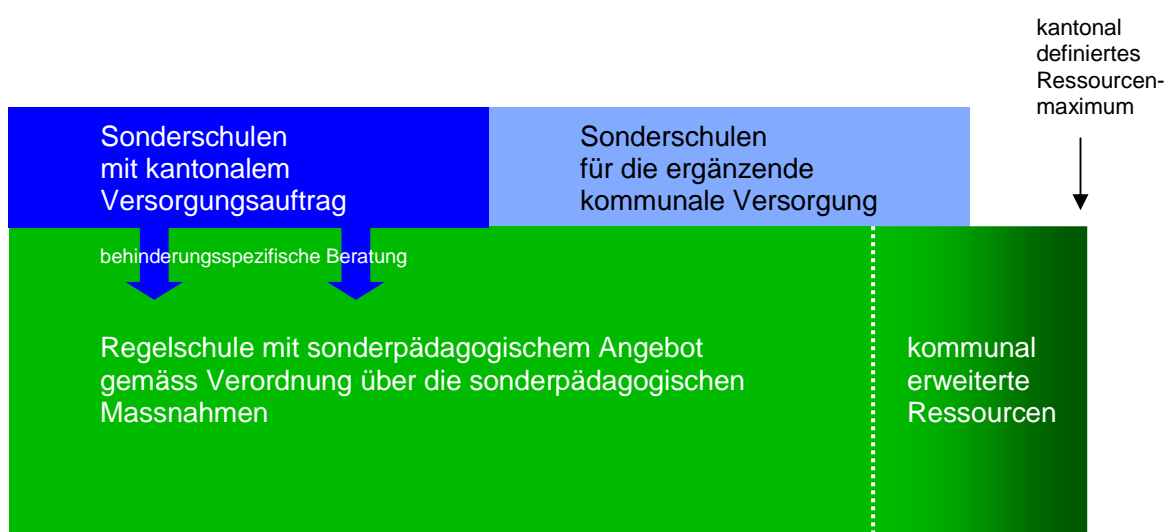 kantonal
definiertes
Ressourcen-
maximum
Sonderschulen
mit kantonalem
Versorgungsauftrag
Sonderschulen
für die ergänzende
kommunale Versorgung
behinderungsspezifische Beratung
Regelschule mit sonderpädagogischem Angebot
gemäss Verordnung über die sonderpädagogischen
Massnahmen
kommunal
erweiterte
Ressourcen